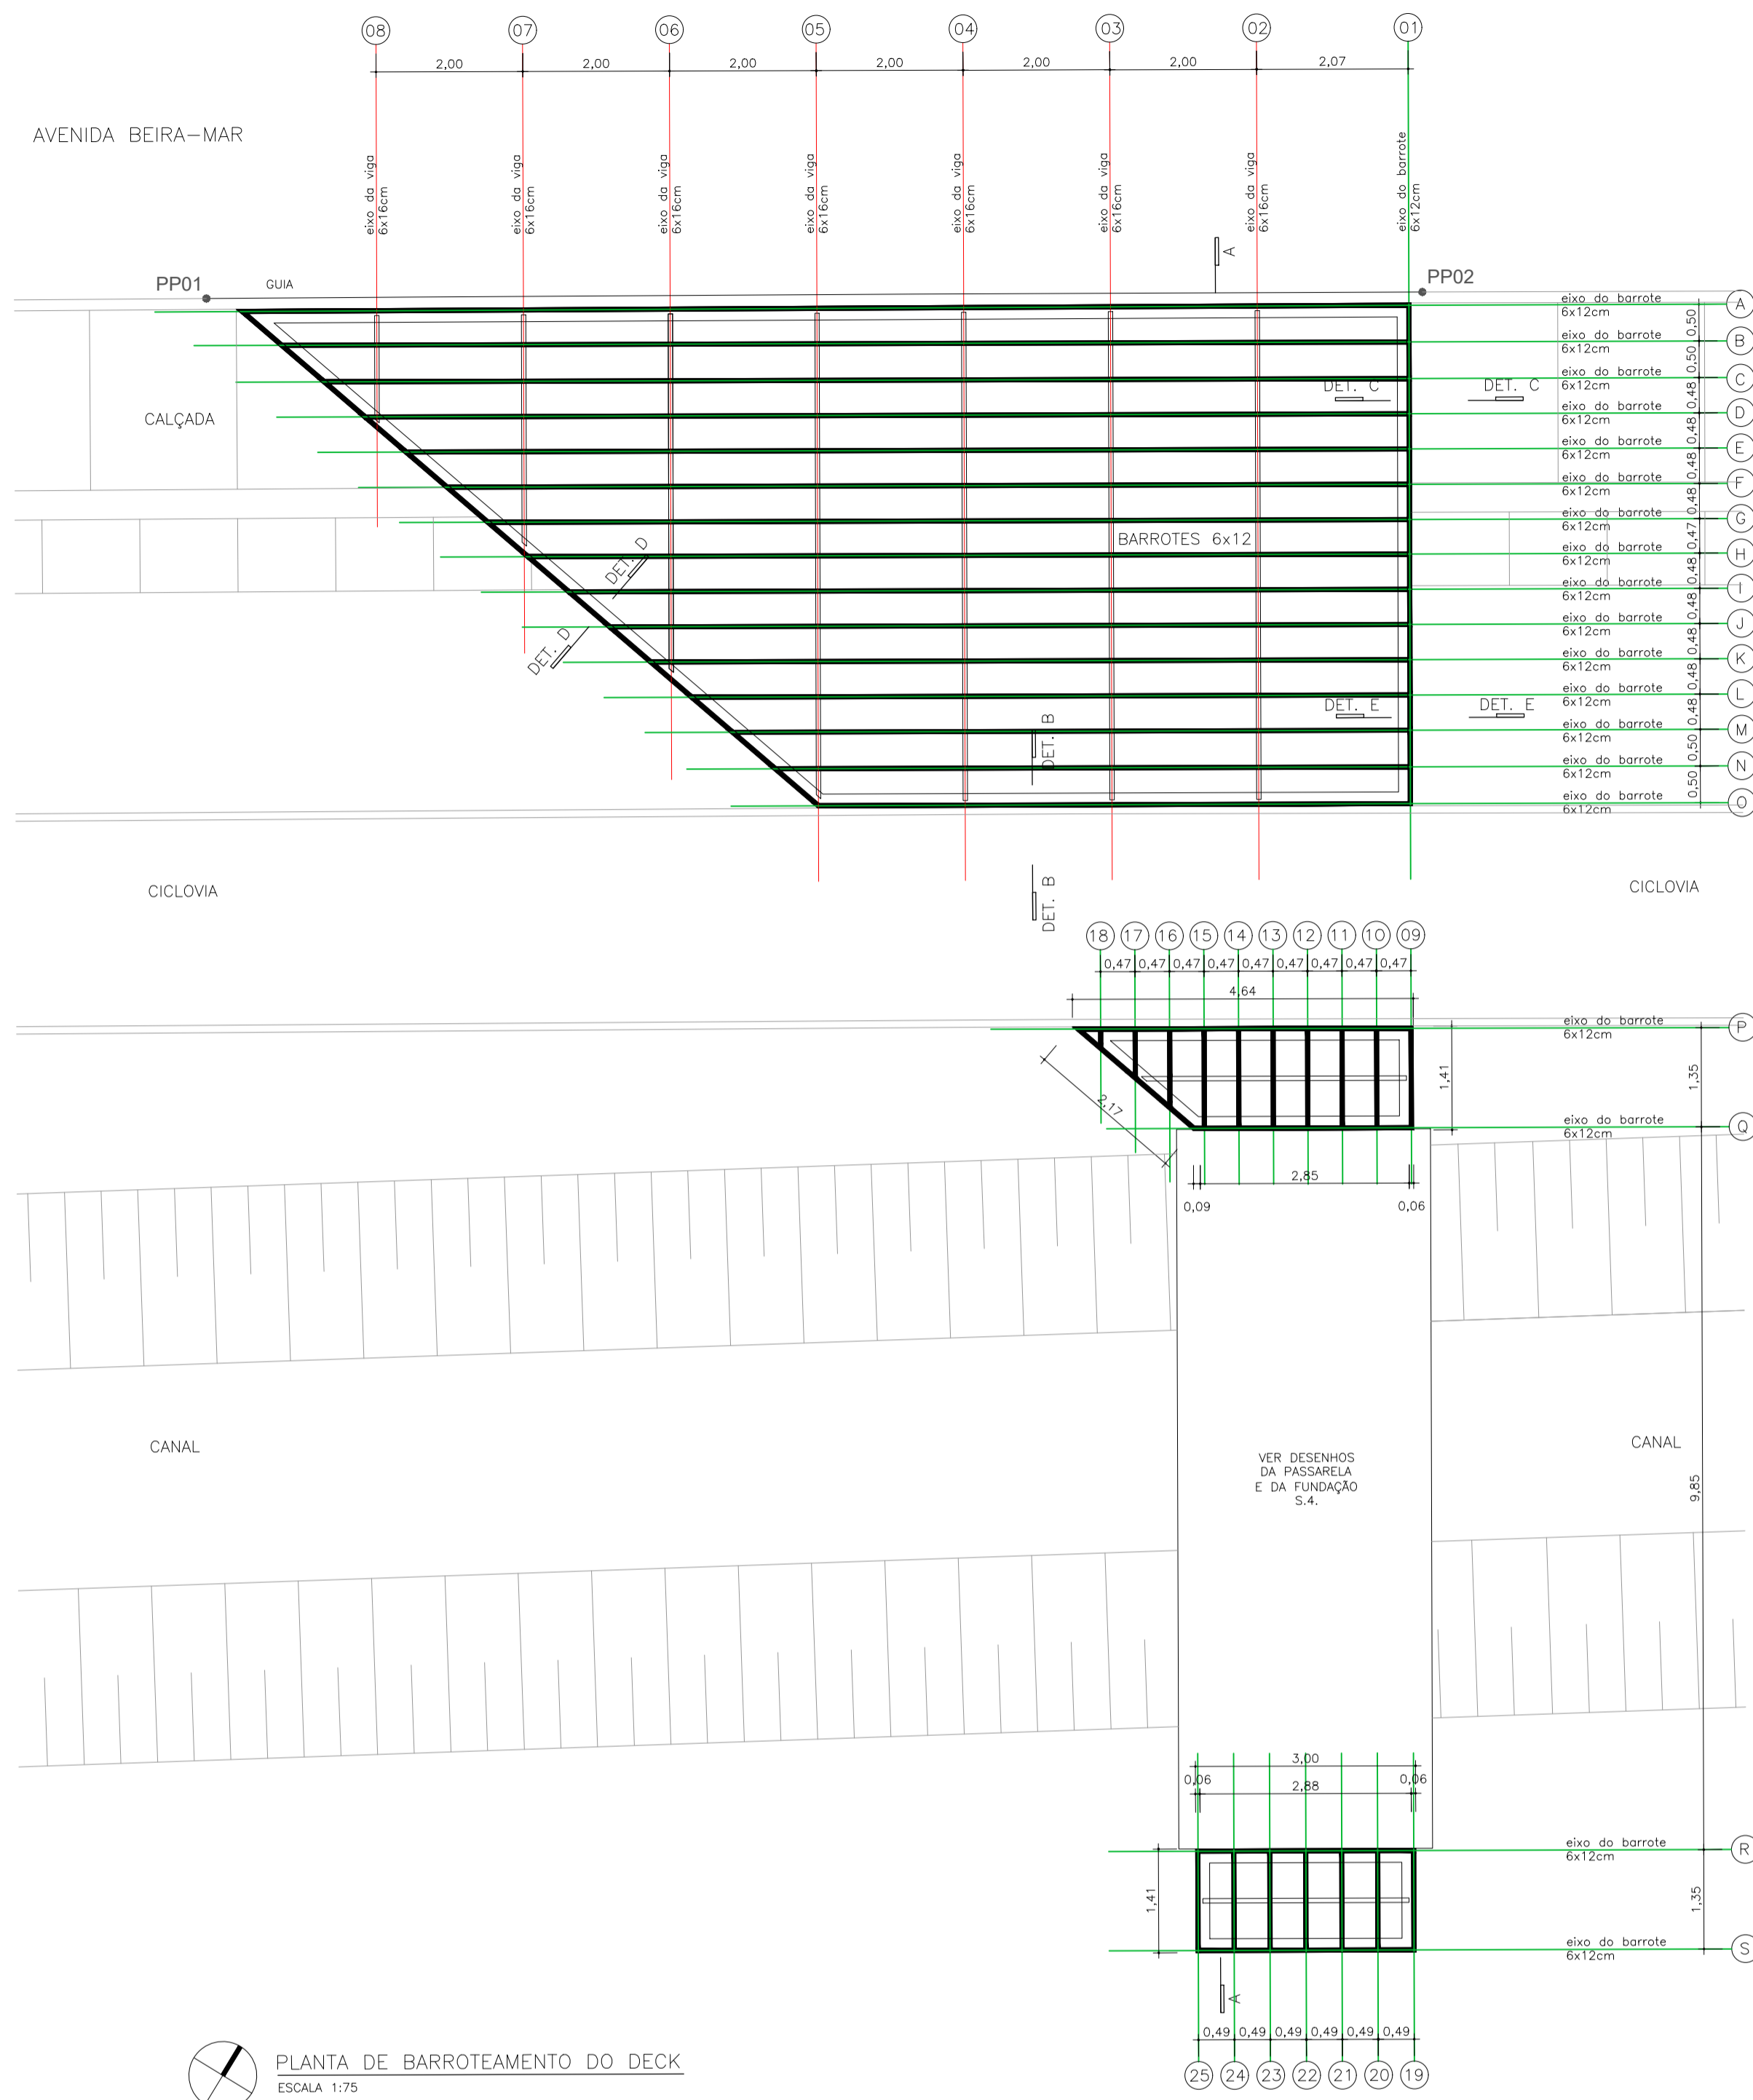 08 07 06 05 04 03 02 01
2,00 2,00 2,00 2,00 2,00 2,00 2,07
AVENIDA BEIRA-MAR
eixo da viga
6x16cm
eixo da viga
6x16cm
eixo da viga
6x16cm
eixo da viga
6x16cm
eixo da viga
6x16cm
eixo da viga
6x16cm
eixo da viga
6x16cm
eixo do barrote
6x12cm
A
PP01
GUIA
PP02
eixo do barrote
6x12cm
A
0,50
eixo do barrote
6x12cm
B
0,50
eixo do barrote
6x12cm
C
DET. C
DET. C
0,48
eixo do barrote
6x12cm
D
CALÇADA
0,48
eixo do barrote
6x12cm
E
0,48
eixo do barrote
6x12cm
F
0,48
eixo do barrote
6x12cm
G
BARROTES 6x12
0,47
eixo do barrote
6x12cm
H
DET. D
0,48
eixo do barrote
6x12cm
I
0,48
eixo do barrote
6x12cm
J
DET. D
0,48
eixo do barrote
6x12cm
K
0,48
eixo do barrote
6x12cm
L
DET. E
DET. E
0,48
eixo do barrote
6x12cm
M
DET. B
0,50
eixo do barrote
6x12cm
N
0,50
eixo do barrote
6x12cm
O
CICLOVIA
CICLOVIA
DET. B
18 17 16 15 14 13 12 11 10 09
0,47 0,47 0,47 0,47 0,47 0,47 0,47 0,47 0,47
4,64
eixo do barrote
6x12cm
P
1,41
1,35
2,17
eixo do barrote
6x12cm
Q
2,85
0,09
0,06
CANAL
CANAL
VER DESENHOS
DA PASSARELA
E DA FUNDAÇÃO
S.4.
9,85
3,00
0,06
0,06
2,88
eixo do barrote
6x12cm
R
1,41
1,35
eixo do barrote
6x12cm
S
A
0,49 0,49 0,49 0,49 0,49 0,49
25 24 23 22 21 20 19
PLANTA DE BARROTEAMENTO DO DECK
ESCALA 1:75